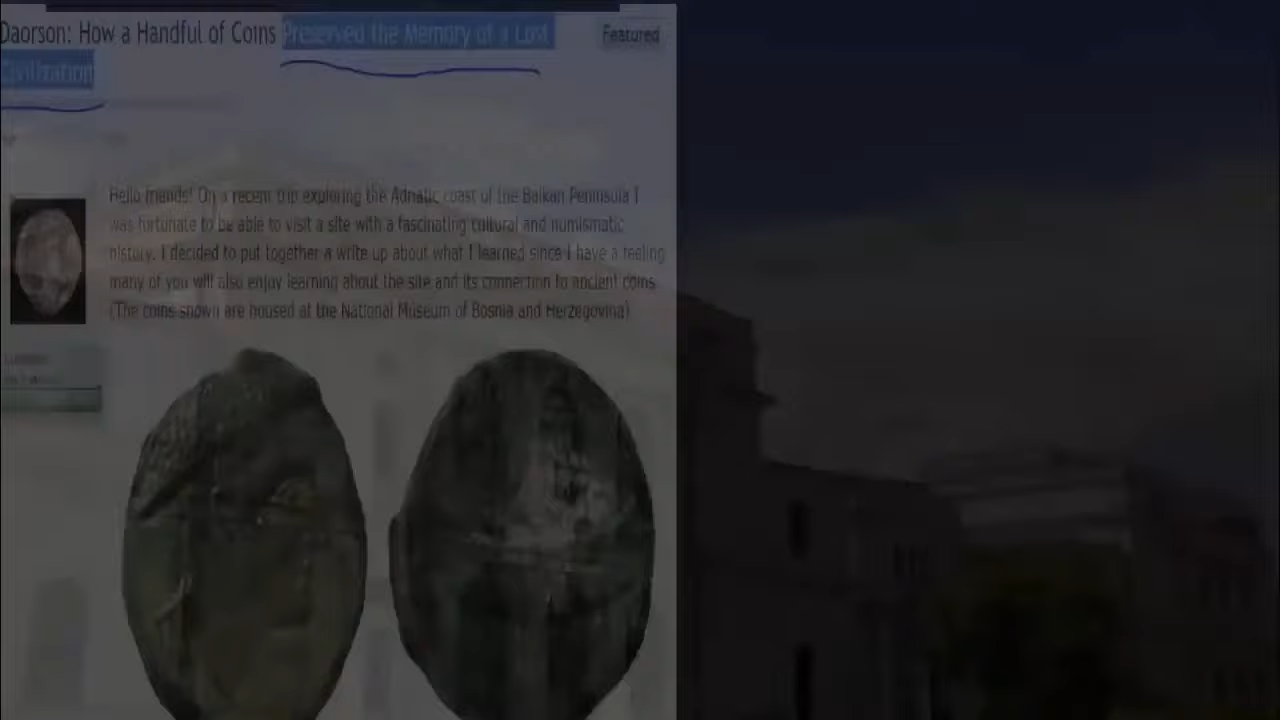 Daorson: How a Handful of Coins Preserved the Memory of a Lost
Civilization
Featured
Hello friends! On a recent trip exploring the Adriatic coast of the Balkan Peninsula I
was fortunate to be able to visit a site with a fascinating cultural and numismatic
history. I decided to put together a write up about what I learned since I have a feeling
many of you will also enjoy learning about the site and its connection to ancient coins.
(The coins shown are housed at the National Museum of Bosnia and Herzegovina)